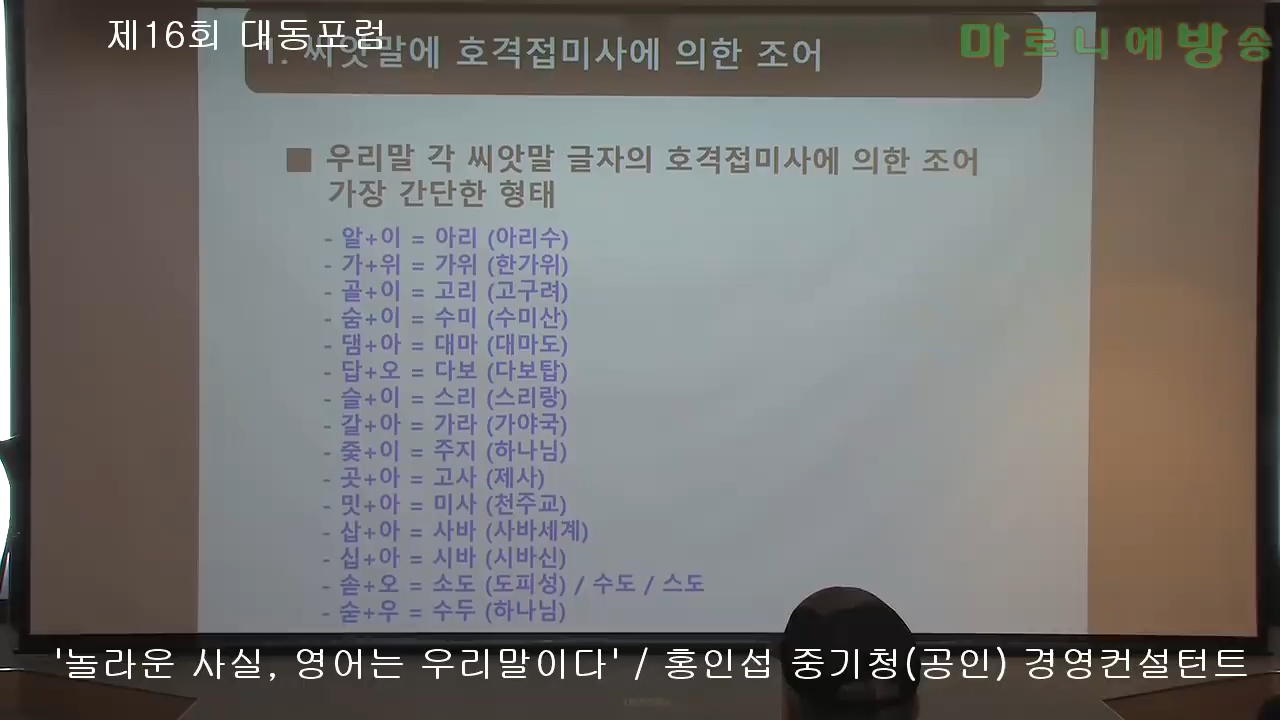 제16회 대동포럼
마로니에방송
1. 씨앗말에 호격접미사에 의한 조어
■ 우리말 각 씨앗말 글자의 호격접미사에 의한 조어
가장 간단한 형태
- 알+이 = 아리 (아리수)
- 가+위 = 가위 (한가위)
- 골+이 = 고리 (고구려)
- 숨+이 = 수미 (수미산)
- 댐+아 = 대마 (대마도)
- 답+오 = 다보 (다보탑)
- 슬+이 = 스리 (스리랑)
- 갈+아 = 가라 (가야국)
- 줒+이 = 주지 (하나님)
- 곳+아 = 고사 (제사)
- 밋+아 = 미사 (천주교)
- 삽+아 = 사바 (사바세계)
- 십+아 = 시바 (시바신)
- 솓+오 = 소도 (도피성) / 수도 / 스도
- 숟+우 = 수두 (하나님)
'놀라운 사실, 영어는 우리말이다' / 홍인섭 중기청(공인) 경영컨설턴트